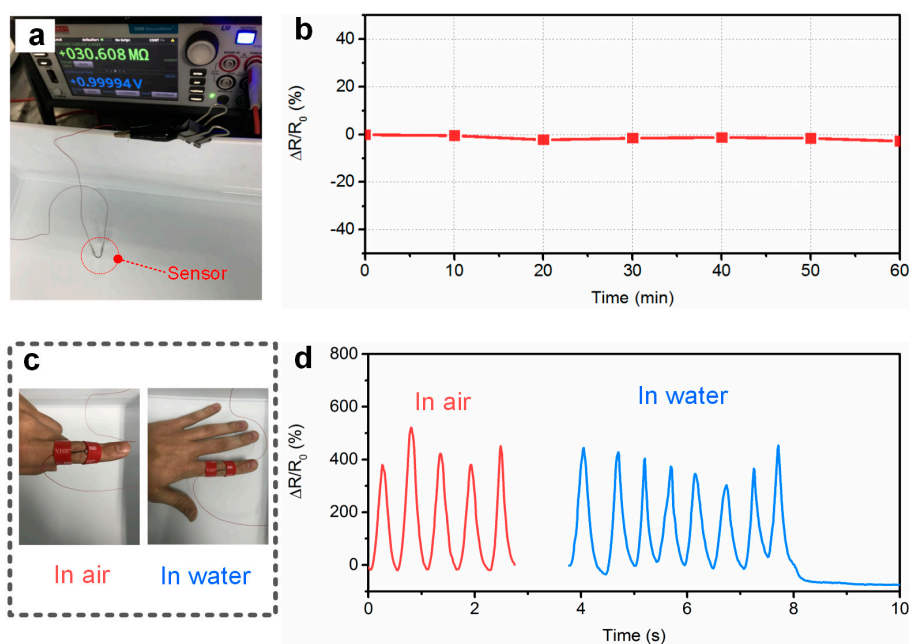 a
+030.608 MΩ
+0.99994 V
Sensor
b
ΔR/R0 (%)
40
20
0
-20
-40
0 10 20 30 40 50 60
Time (min)
c
In air In water
d
In air In water
ΔR/R0 (%)
800
600
400
200
0
0 2 4 6 8 10
Time (s)